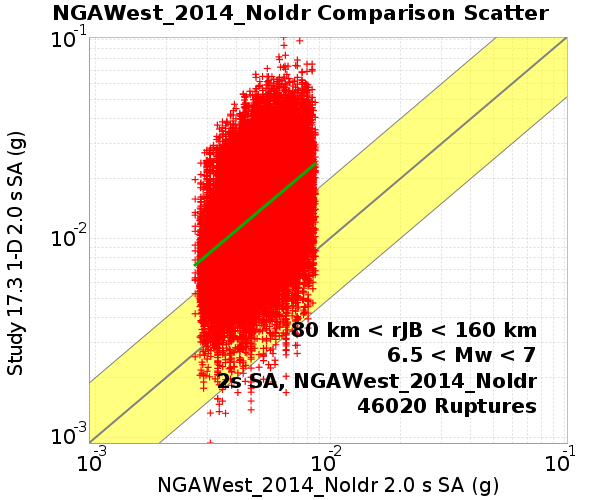 NGAWest_2014_NoIdr Comparison Scatter
10-1
10-2
10-3
Study 17.3 1-D 2.0 s SA (g)
80 km < rJB < 160 km
6.5 < Mw < 7
2s SA, NGAWest_2014_NoIdr
46020 Ruptures
10-3
10-2
10-1
NGAWest_2014_NoIdr 2.0 s SA (g)